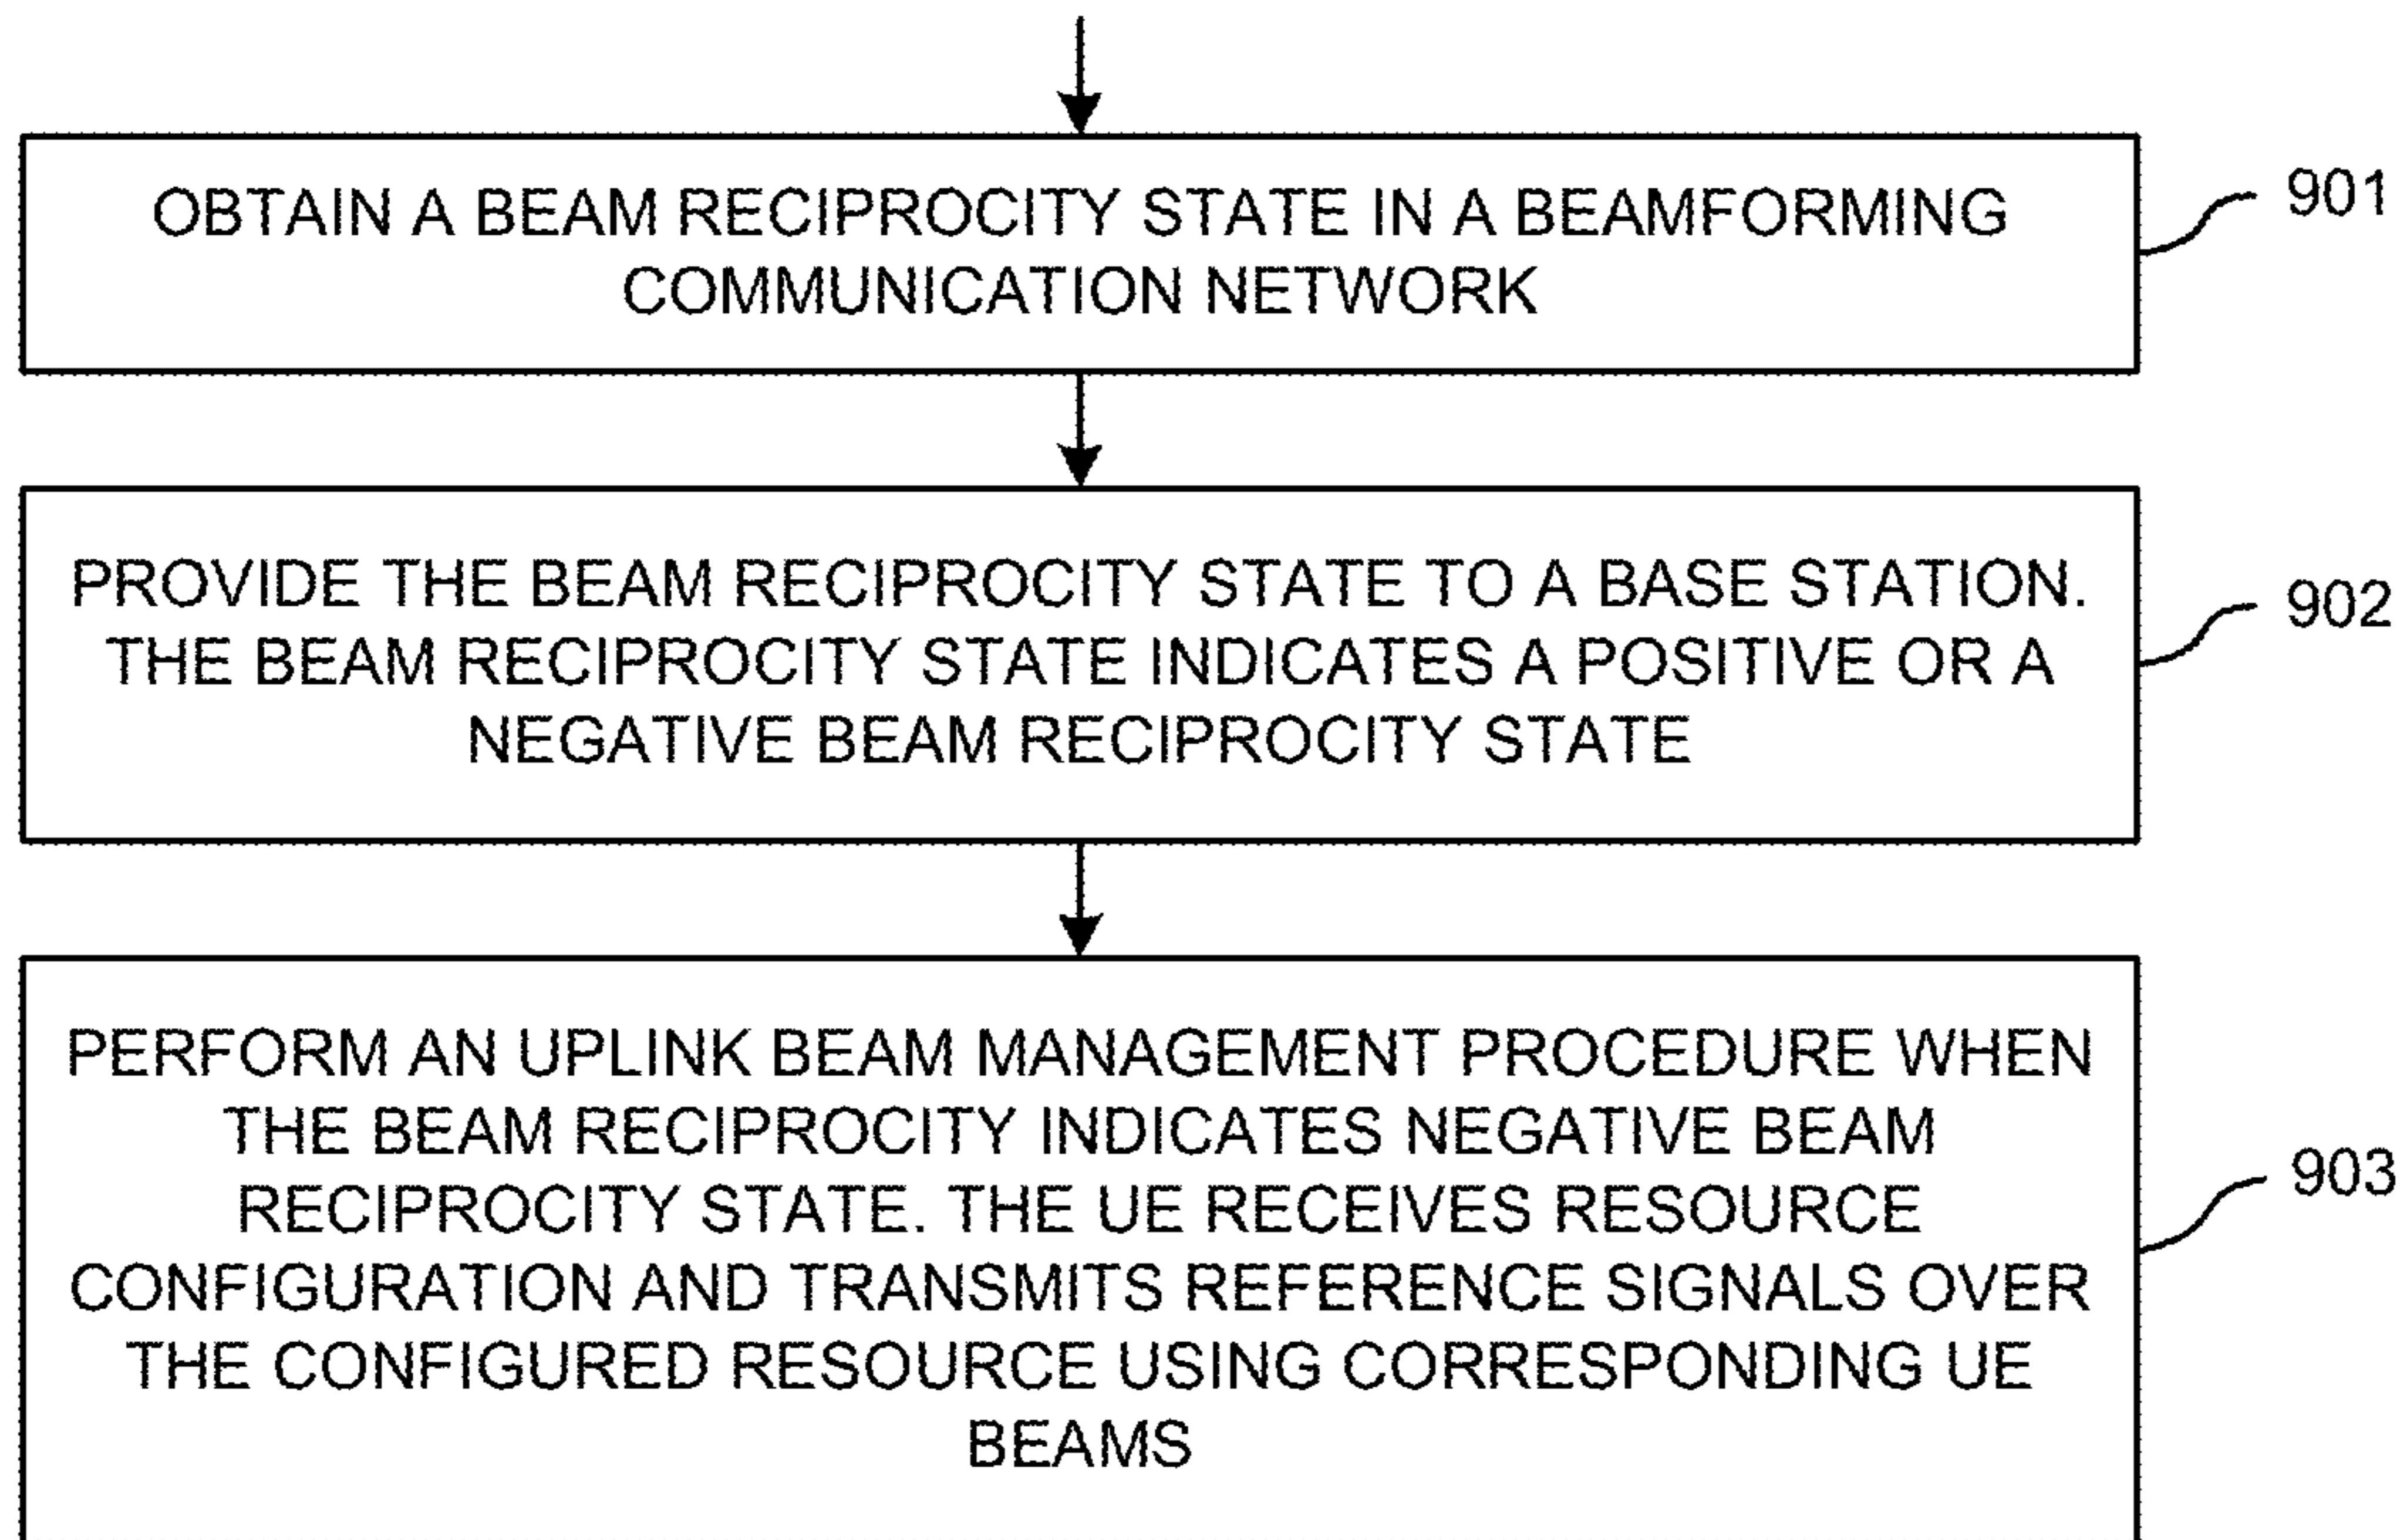 OBTAIN A BEAM RECIPROCITY STATE IN A BEAMFORMING
COMMUNICATION NETWORK
901
PROVIDE THE BEAM RECIPROCITY STATE TO A BASE STATION.
THE BEAM RECIPROCITY STATE INDICATES A POSITIVE OR A
NEGATIVE BEAM RECIPROCITY STATE
902
PERFORM AN UPLINK BEAM MANAGEMENT PROCEDURE WHEN
THE BEAM RECIPROCITY INDICATES NEGATIVE BEAM
RECIPROCITY STATE. THE UE RECEIVES RESOURCE
CONFIGURATION AND TRANSMITS REFERENCE SIGNALS OVER
THE CONFIGURED RESOURCE USING CORRESPONDING UE
BEAMS
903